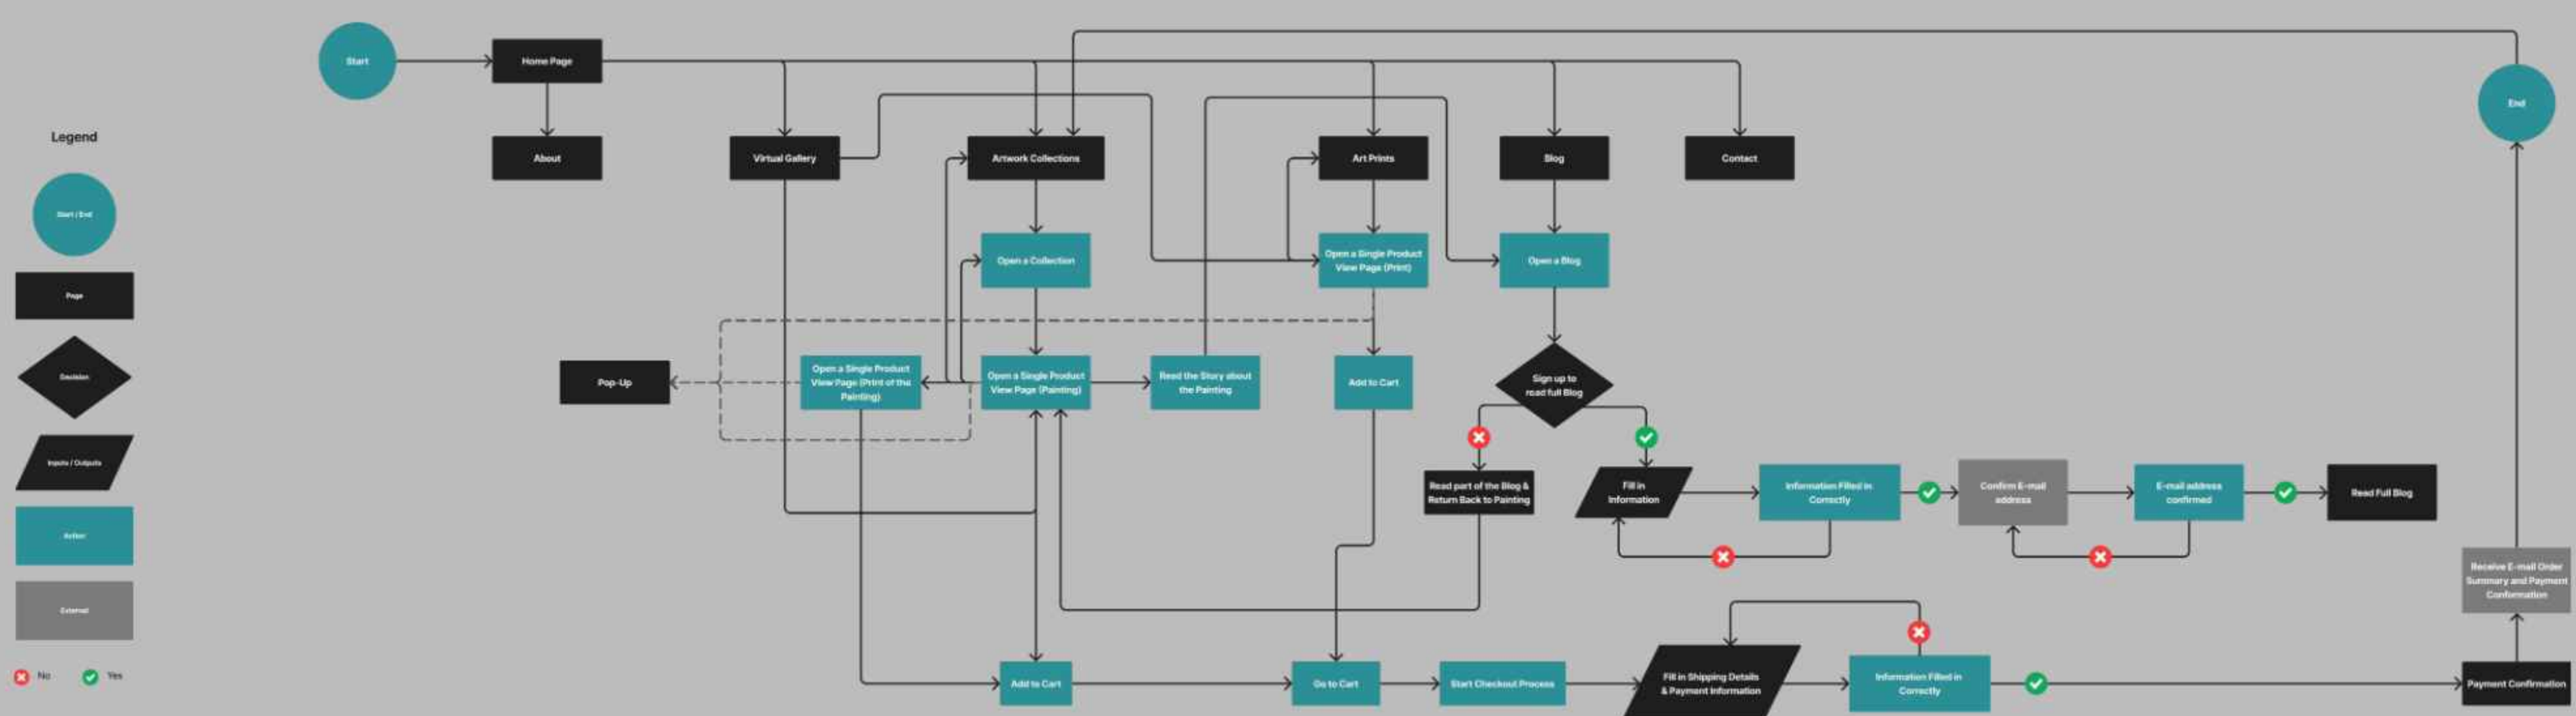 Start
Home Page
End
Legend
About
Virtual Gallery
Artwork Collections
Art Prints
Blog
Contact
Start / End
Open a Collection
Open a Single Product
View Page (Print)
Open a Blog
Page
Decision
Pop-Up
Open a Single Product
View Page (Print of the
Painting)
Open a Single Product
View Page (Painting)
Read the Story about
the Painting
Add to Cart
Sign up to
read full Blog
Inputs / Outputs
Read part of the Blog &
Return Back to Painting
Fill in
Information
Information Filled in
Correctly
Confirm E-mail
address
E-mail address
confirmed
Read Full Blog
Action
External
Receive E-mail Order
Summary and Payment
Conformation
No
Yes
Add to Cart
Go to Cart
Start Checkout Process
Fill in Shipping Details
& Payment Information
Information Filled in
Correctly
Payment Confirmation